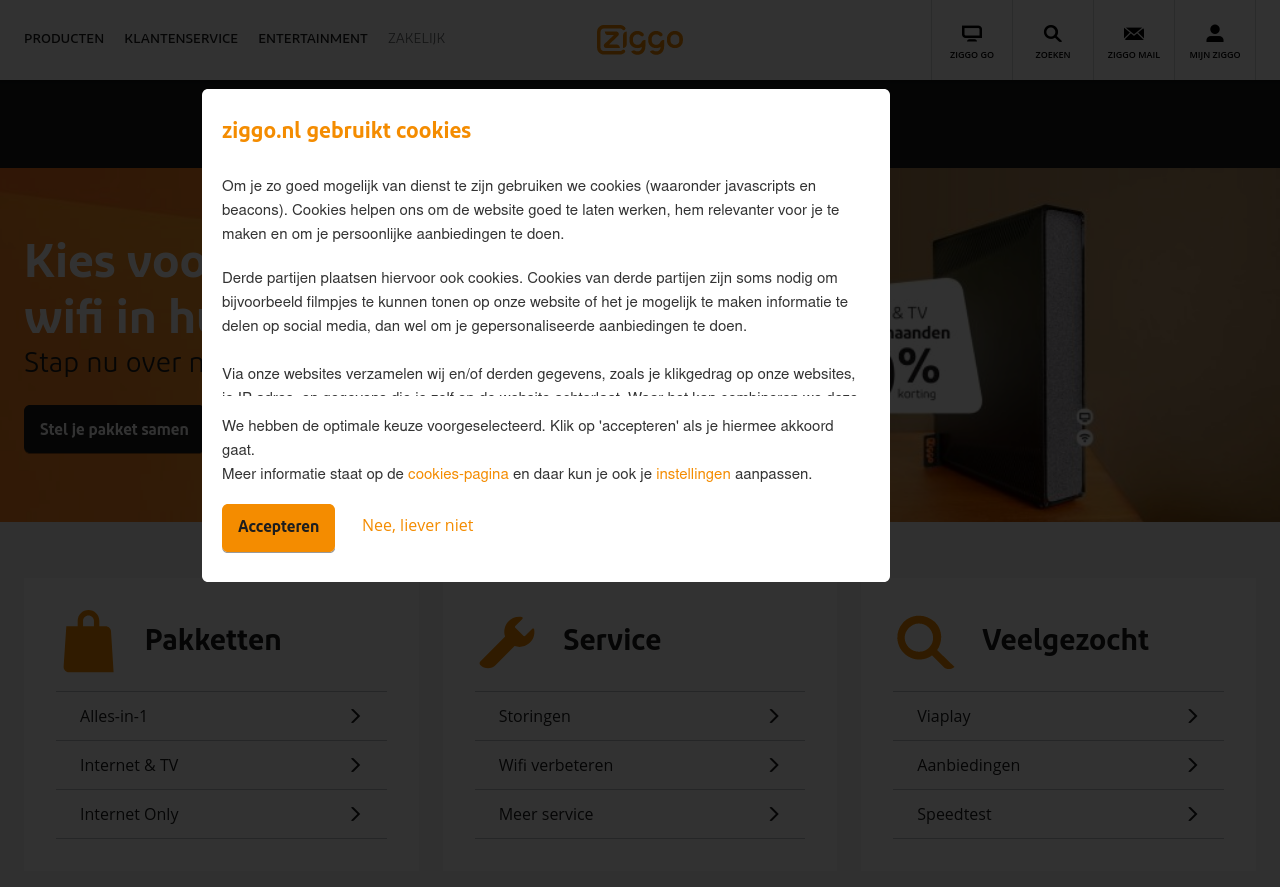 PRODUCTEN KLANTENSERVICE ENTERTAINMENT ZAKELIJK
Ziggo
ZIGGO GO ZOEKEN ZIGGO MAIL MIJN ZIGGO
ziggo.nl gebruikt cookies
Om je zo goed mogelijk van dienst te zijn gebruiken we cookies (waaronder javascripts en
beacons). Cookies helpen ons om de website goed te laten werken, hem relevanter voor je te
maken en om je persoonlijke aanbiedingen te doen.
Derde partijen plaatsen hiervoor ook cookies. Cookies van derde partijen zijn soms nodig om
bijvoorbeeld filmpjes te kunnen tonen op onze website of het je mogelijk te maken informatie te
delen op social media, dan wel om je gepersonaliseerde aanbiedingen te doen.
Via onze websites verzamelen wij en/of derden gegevens, zoals je klikgedrag op onze websites,
We hebben de optimale keuze voorgeselecteerd. Klik op 'accepteren' als je hiermee akkoord
gaat.
Meer informatie staat op de cookies-pagina en daar kun je ook je instellingen aanpassen.
Accepteren Nee, liever niet
Kies voo
wifi in hu
Stap nu over
Stel je pakket samen
& TV
aanden
%
korting
Pakketten
Alles-in-1
Internet & TV
Internet Only
Service
Storingen
Wifi verbeteren
Meer service
Veelgezocht
Viaplay
Aanbiedingen
Speedtest